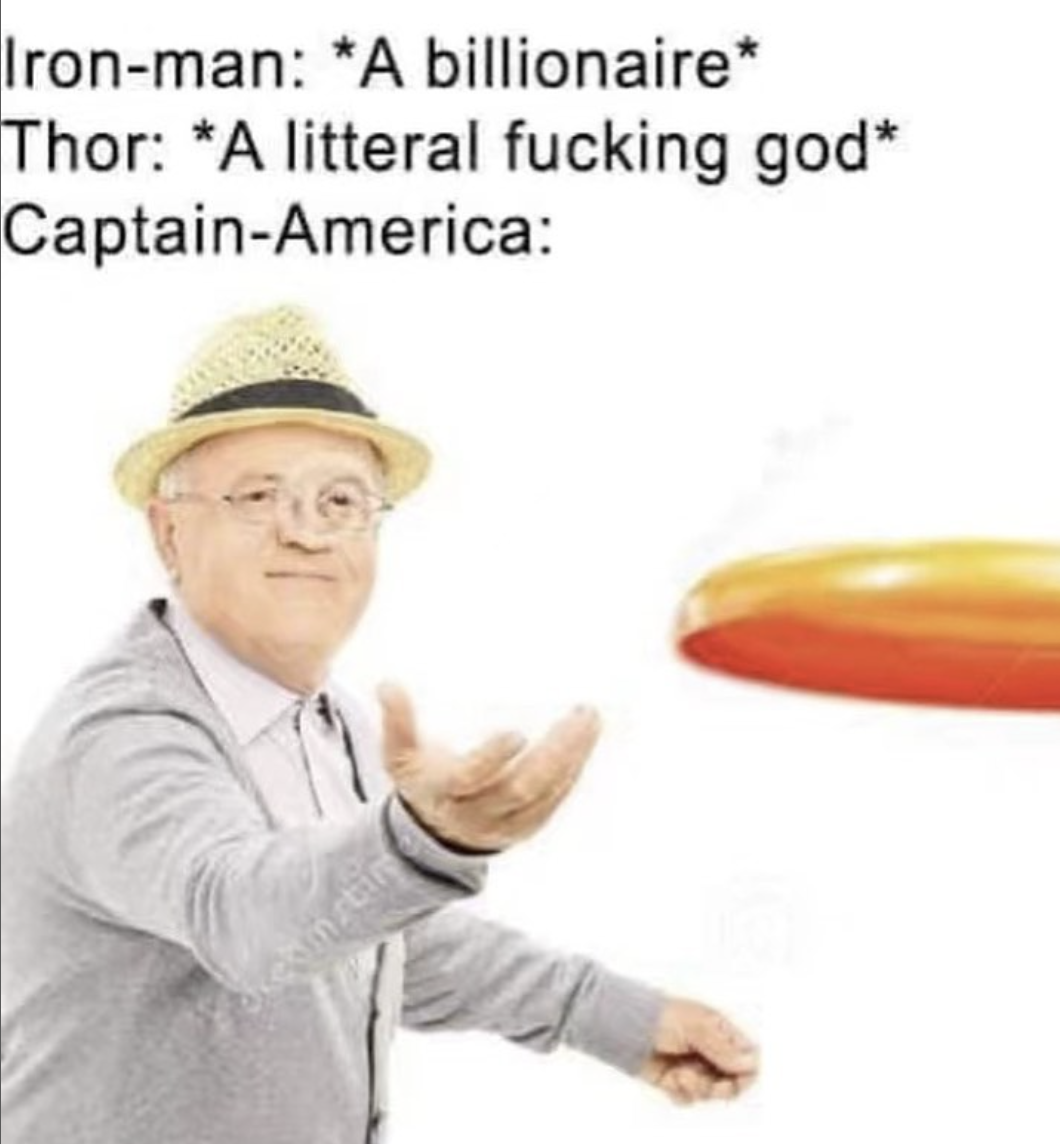 Iron-man: *A billionaire*
Thor: *A litteral fucking god*
Captain-America: